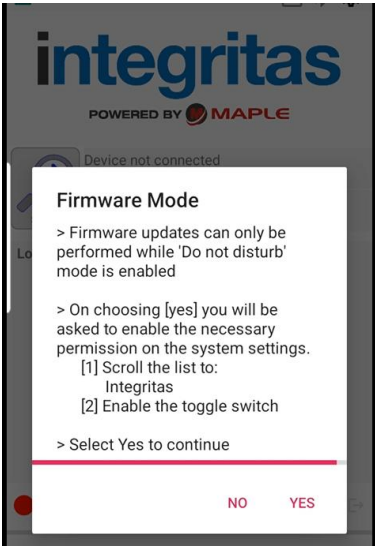 integritas
POWERED BY MAPLE
Device not connected
Firmware Mode
> Firmware updates can only be
performed while 'Do not disturb'
mode is enabled
> On choosing [yes] you will be
asked to enable the necessary
permission on the system settings.
[1] Scroll the list to:
Integritas
[2] Enable the toggle switch
> Select Yes to continue
NO YES